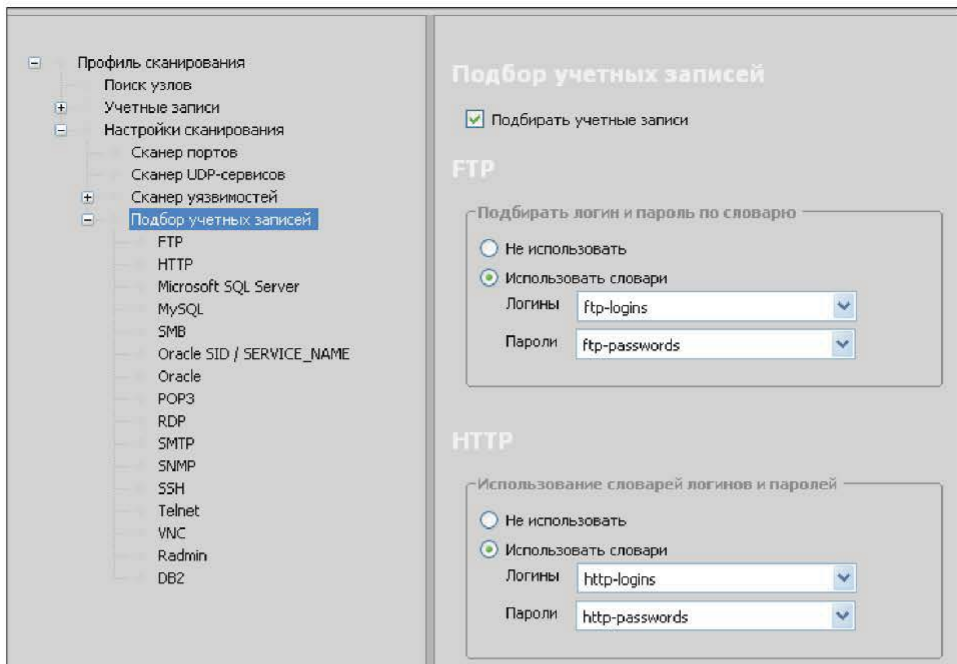 Профиль сканирования
Поиск узлов
Учетные записи
Настройки сканирования
Сканер портов
Сканер UDP-сервисов
Сканер уязвимостей
Подбор учетных записей
FTP
HTTP
Microsoft SQL Server
MySQL
SMB
Oracle SID / SERVICE_NAME
Oracle
POP3
RDP
SMTP
SNMP
SSH
Telnet
VNC
Radmin
DB2
Подбор учетных записей
Подбирать учетные записи
FTP
Подбирать логин и пароль по словарю
Не использовать
Использовать словари
Логины ftp-logins
Пароли ftp-passwords
HTTP
Использование словарей логинов и паролей
Не использовать
Использовать словари
Логины http-logins
Пароли http-passwords